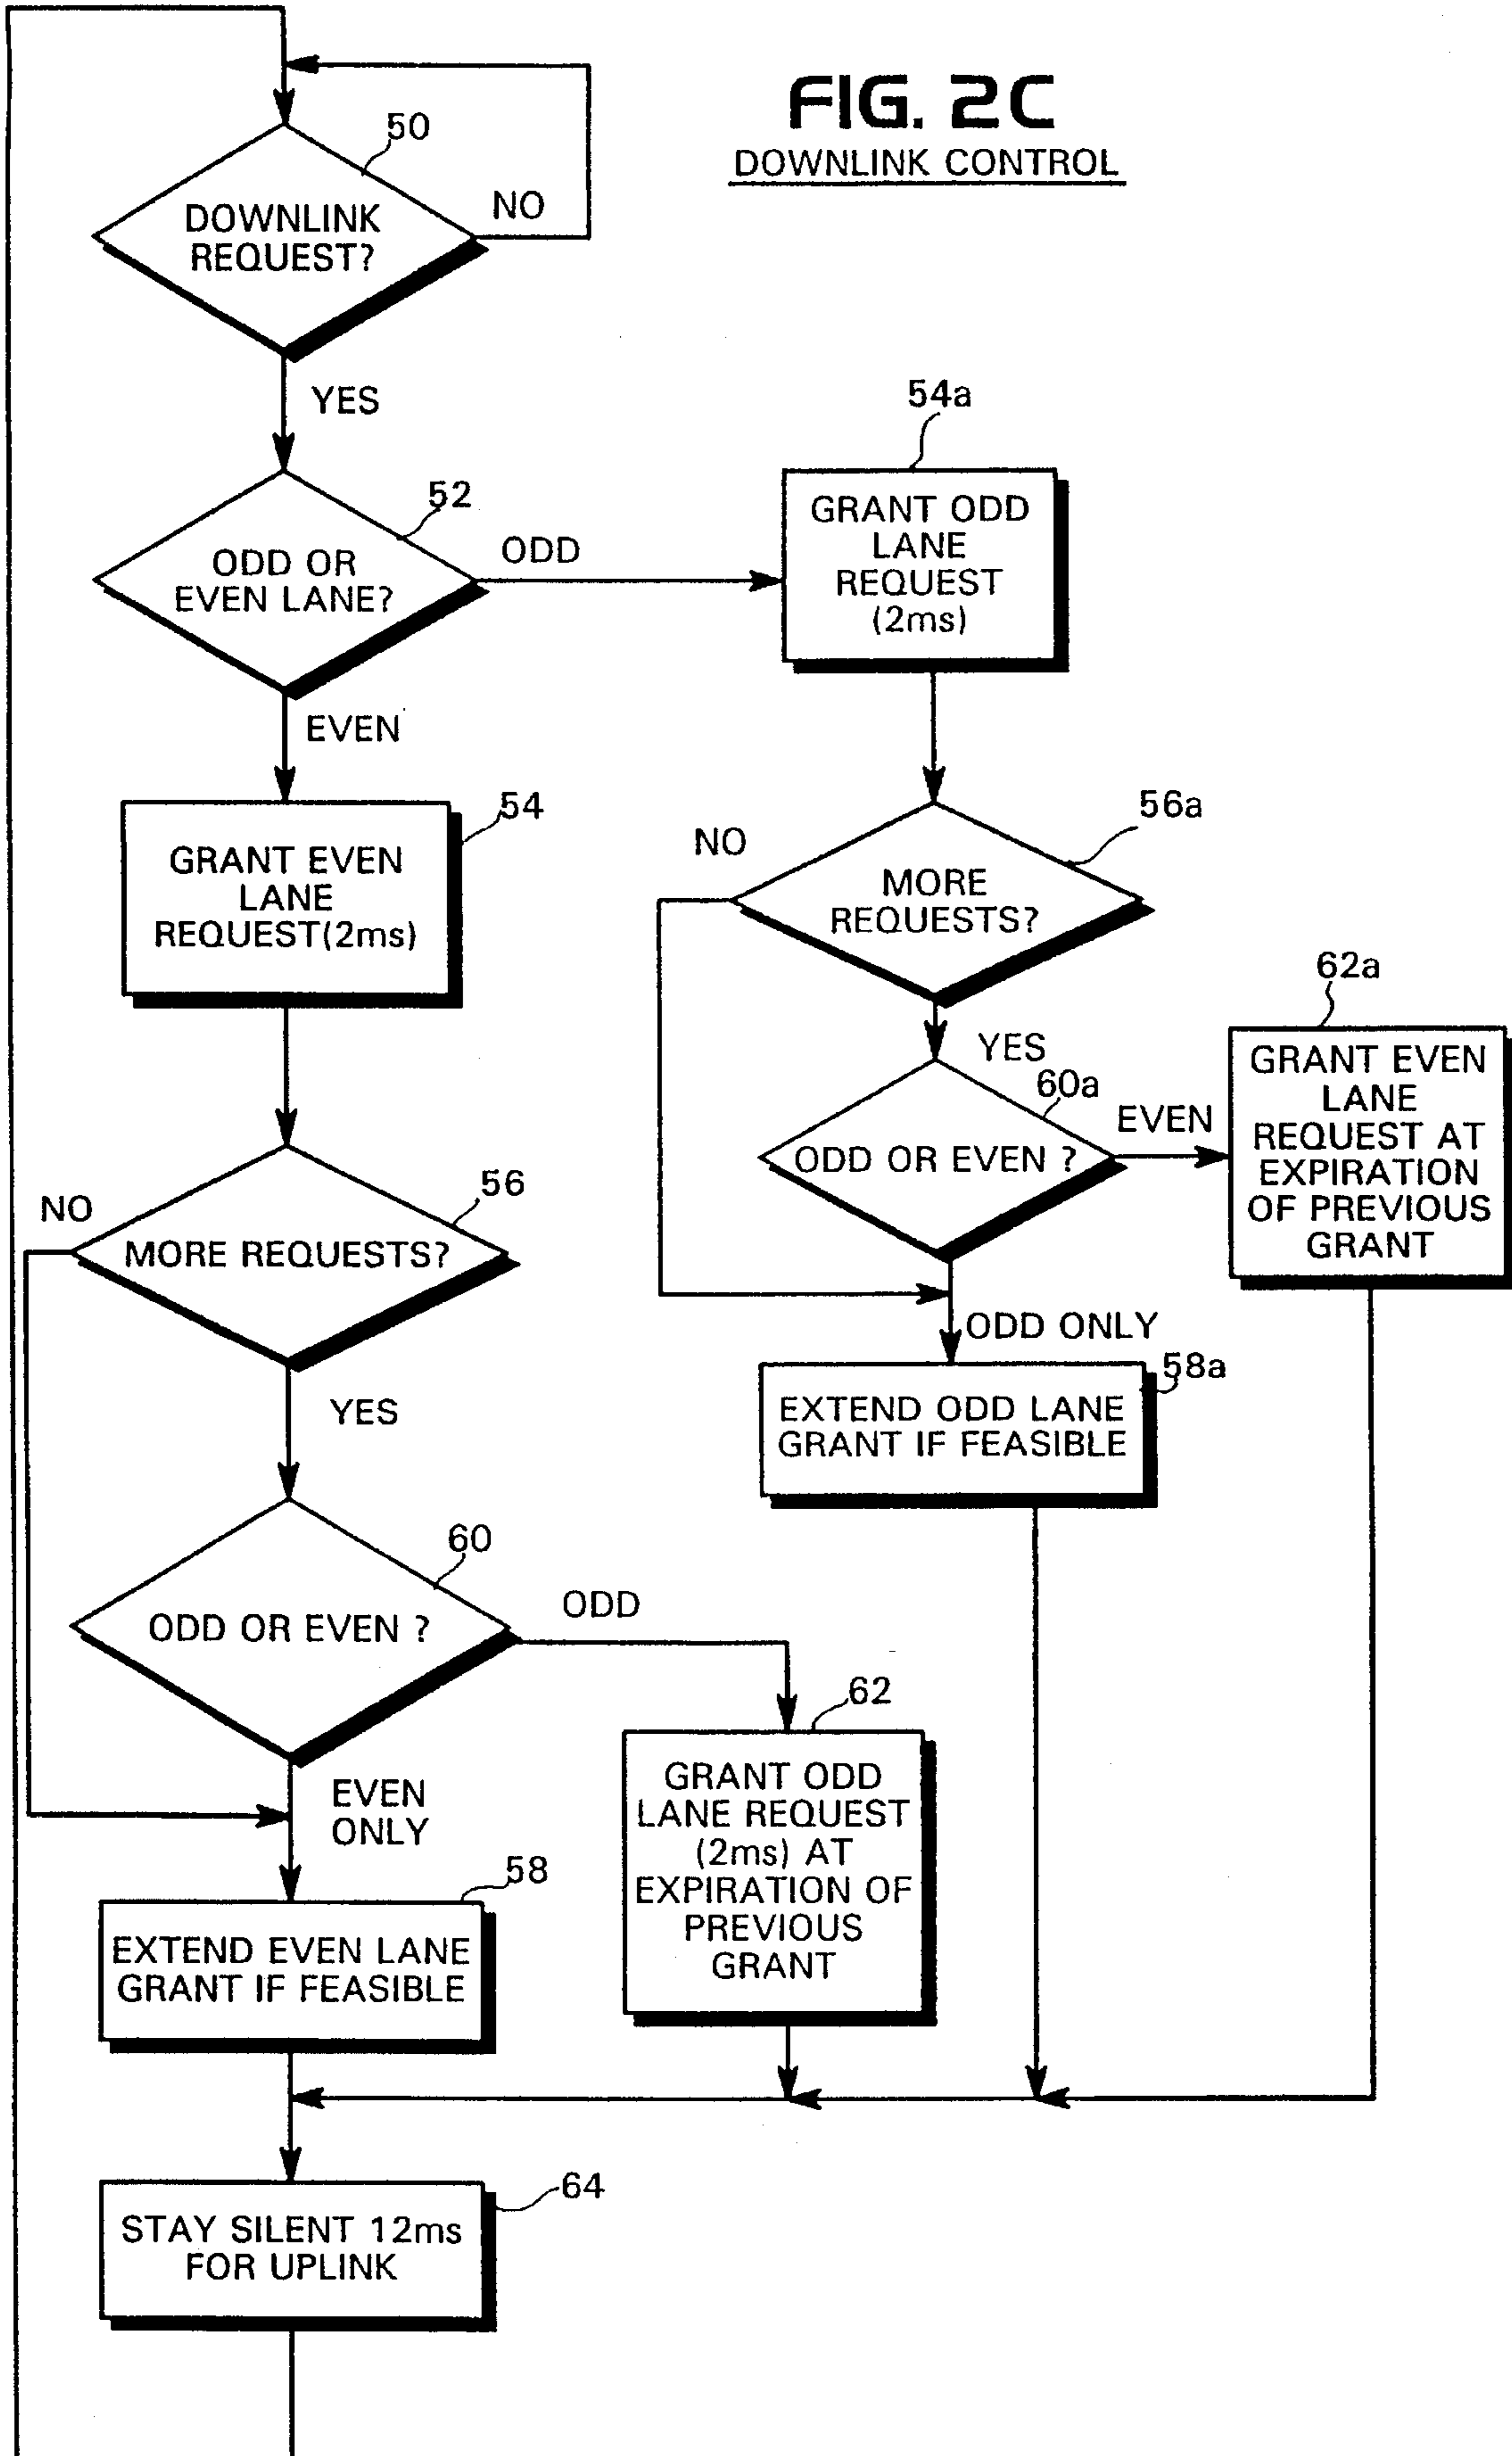 FIG. 2C
DOWNLINK CONTROL
50
DOWNLINK
REQUEST?
NO
YES
52
ODD OR
EVEN LANE?
ODD
54a
GRANT ODD
LANE
REQUEST
(2ms)
EVEN
54
GRANT EVEN
LANE
REQUEST(2ms)
56a
NO
MORE
REQUESTS?
YES
60a
ODD OR EVEN ?
EVEN
62a
GRANT EVEN
LANE
REQUEST AT
EXPIRATION
OF PREVIOUS
GRANT
ODD ONLY
58a
EXTEND ODD LANE
GRANT IF FEASIBLE
56
NO
MORE REQUESTS?
YES
60
ODD OR EVEN ?
ODD
62
GRANT ODD
LANE REQUEST
(2ms) AT
EXPIRATION OF
PREVIOUS
GRANT
EVEN
ONLY
58
EXTEND EVEN LANE
GRANT IF FEASIBLE
64
STAY SILENT 12ms
FOR UPLINK